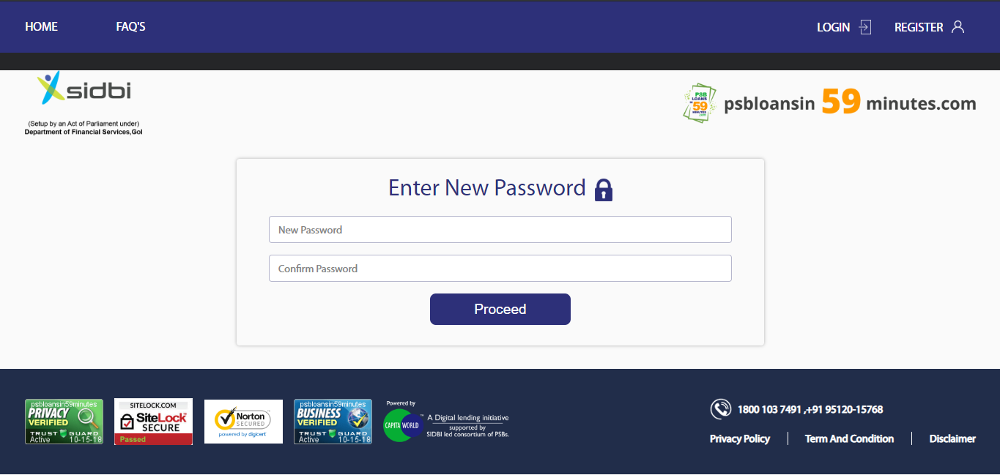 HOME
FAQ'S
LOGIN
REGISTER
sidbi
(Setup by an Act of Parliament under)
Department of Financial Services,GoI
PSB
LOANS
IN
59
MINUTES
.com
psbloansin 59 minutes.com
Enter New Password
New Password
Confirm Password
Proceed
psbloansin59minutes
PRIVACY
VERIFIED
TRUST GUARD
Active 10-15-18
SITELOCK.COM
SiteLock
SECURE
Passed
Norton
SECURED
powered by digicert
psbloansin59minutes
BUSINESS
VERIFIED
TRUST GUARD
Active 10-15-18
Powered by
CAPITA WORLD
A Digital lending initiative
supported by
SIDBI led consortium of PSBs.
1800 103 7491 ,+91 95120-15768
Privacy Policy
Term And Condition
Disclaimer